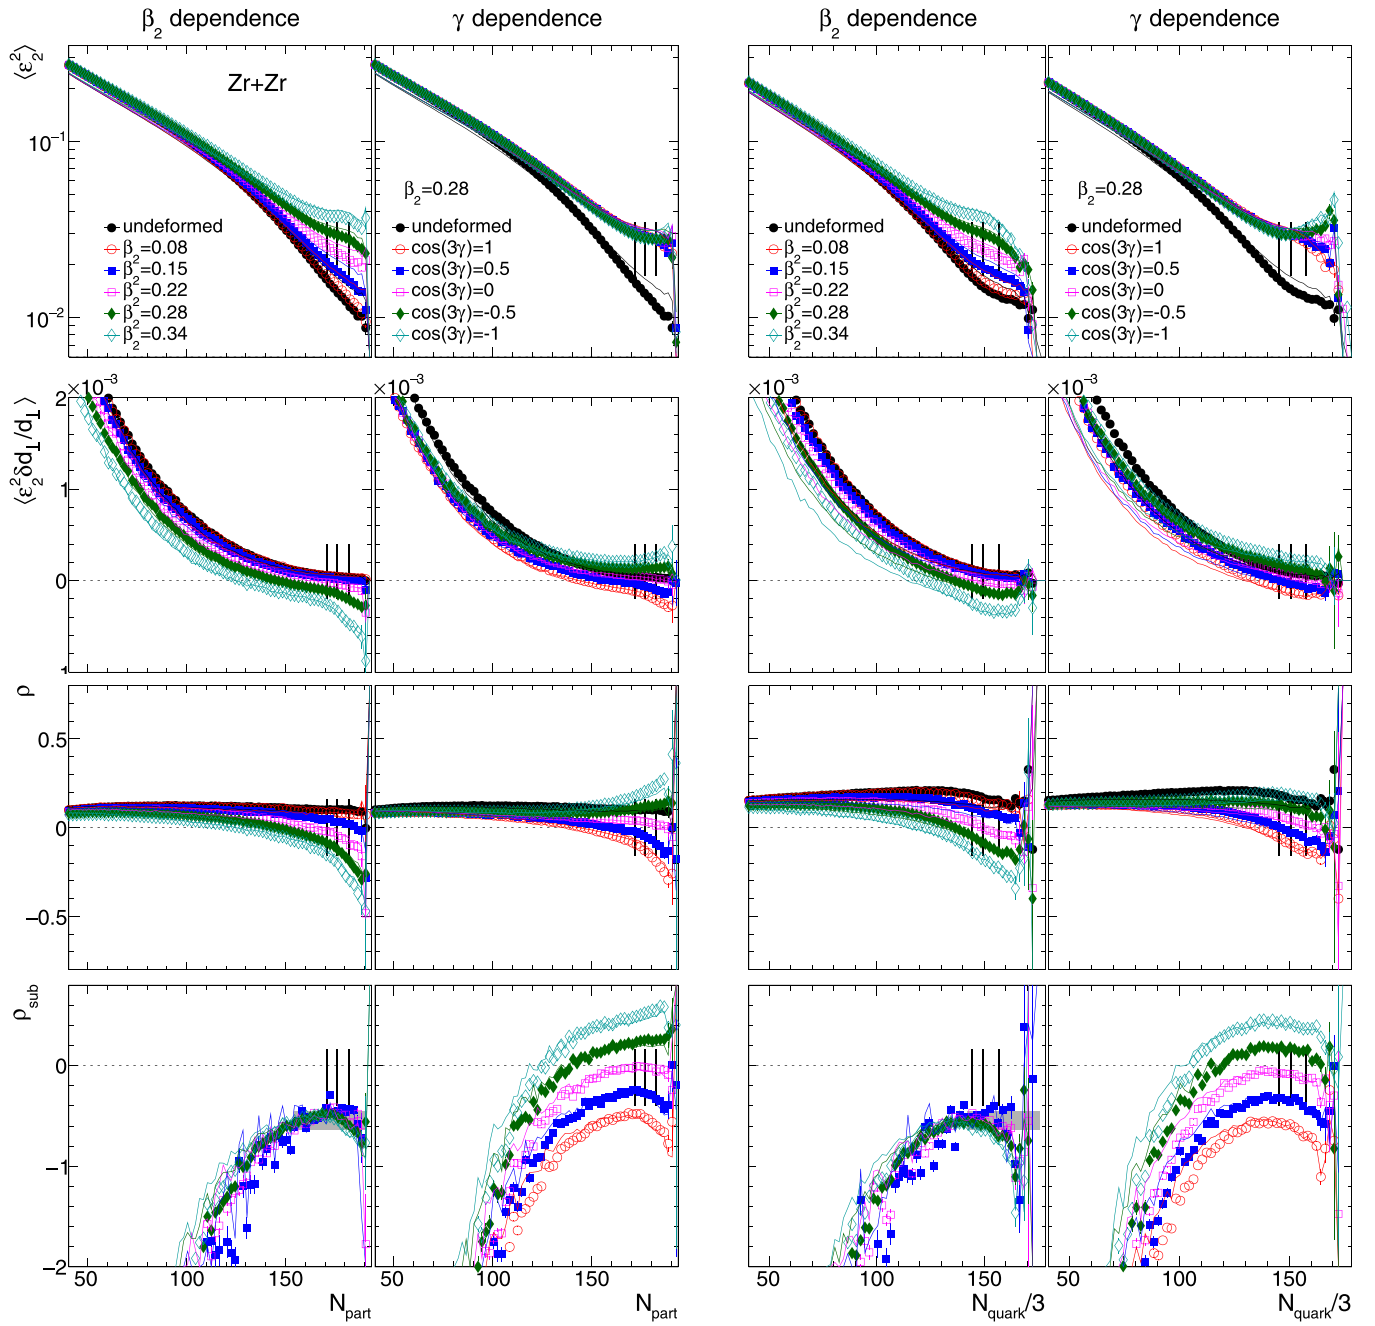 β₂ dependence γ dependence β₂ dependence γ dependence
⟨ε₂²⟩
Zr+Zr
10⁻¹
β₂=0.28 β₂=0.28
undeformed undeformed undeformed undeformed
β₂=0.08 cos(3γ)=1 β₂=0.08 cos(3γ)=1
β₂=0.15 cos(3γ)=0.5 β₂=0.15 cos(3γ)=0.5
β₂=0.22 cos(3γ)=0 β₂=0.22 cos(3γ)=0
β₂=0.28 cos(3γ)=-0.5 β₂=0.28 cos(3γ)=-0.5
β₂=0.34 cos(3γ)=-1 β₂=0.34 cos(3γ)=-1
10⁻²
×10⁻³ ×10⁻³ ×10⁻³ ×10⁻³
2
⟨ε₂²δd⊥/d⊥⟩
1
0
ρ
0.5
0
−0.5
ρsub
0
−1
−2
50 100 150 50 100 150 50 100 150 50 100 150
Npart Npart Nquark/3 Nquark/3